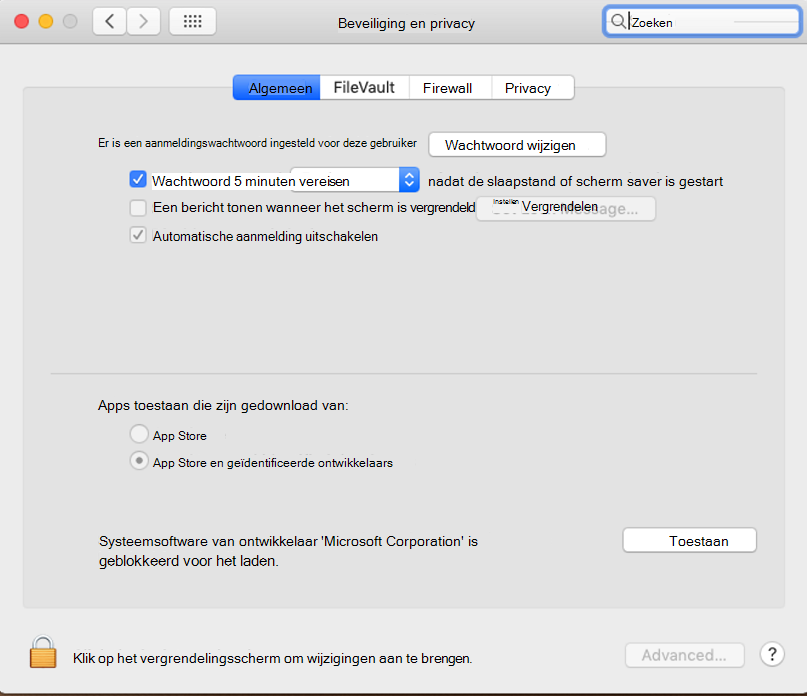 Beveiliging en privacy
Zoeken
Algemeen FileVault Firewall Privacy
Er is een aanmeldingswachtwoord ingesteld voor deze gebruiker Wachtwoord wijzigen
Wachtwoord 5 minuten vereisen nadat de slaapstand of scherm saver is gestart
Een bericht tonen wanneer het scherm is vergrendeld Instellen Vergrendelen Message...
Automatische aanmelding uitschakelen
Apps toestaan die zijn gedownload van:
App Store
App Store en geïdentificeerde ontwikkelaars
Systeemsoftware van ontwikkelaar 'Microsoft Corporation' is
geblokkeerd voor het laden.
Toestaan
Klik op het vergrendelingsscherm om wijzigingen aan te brengen.
Advanced... ?